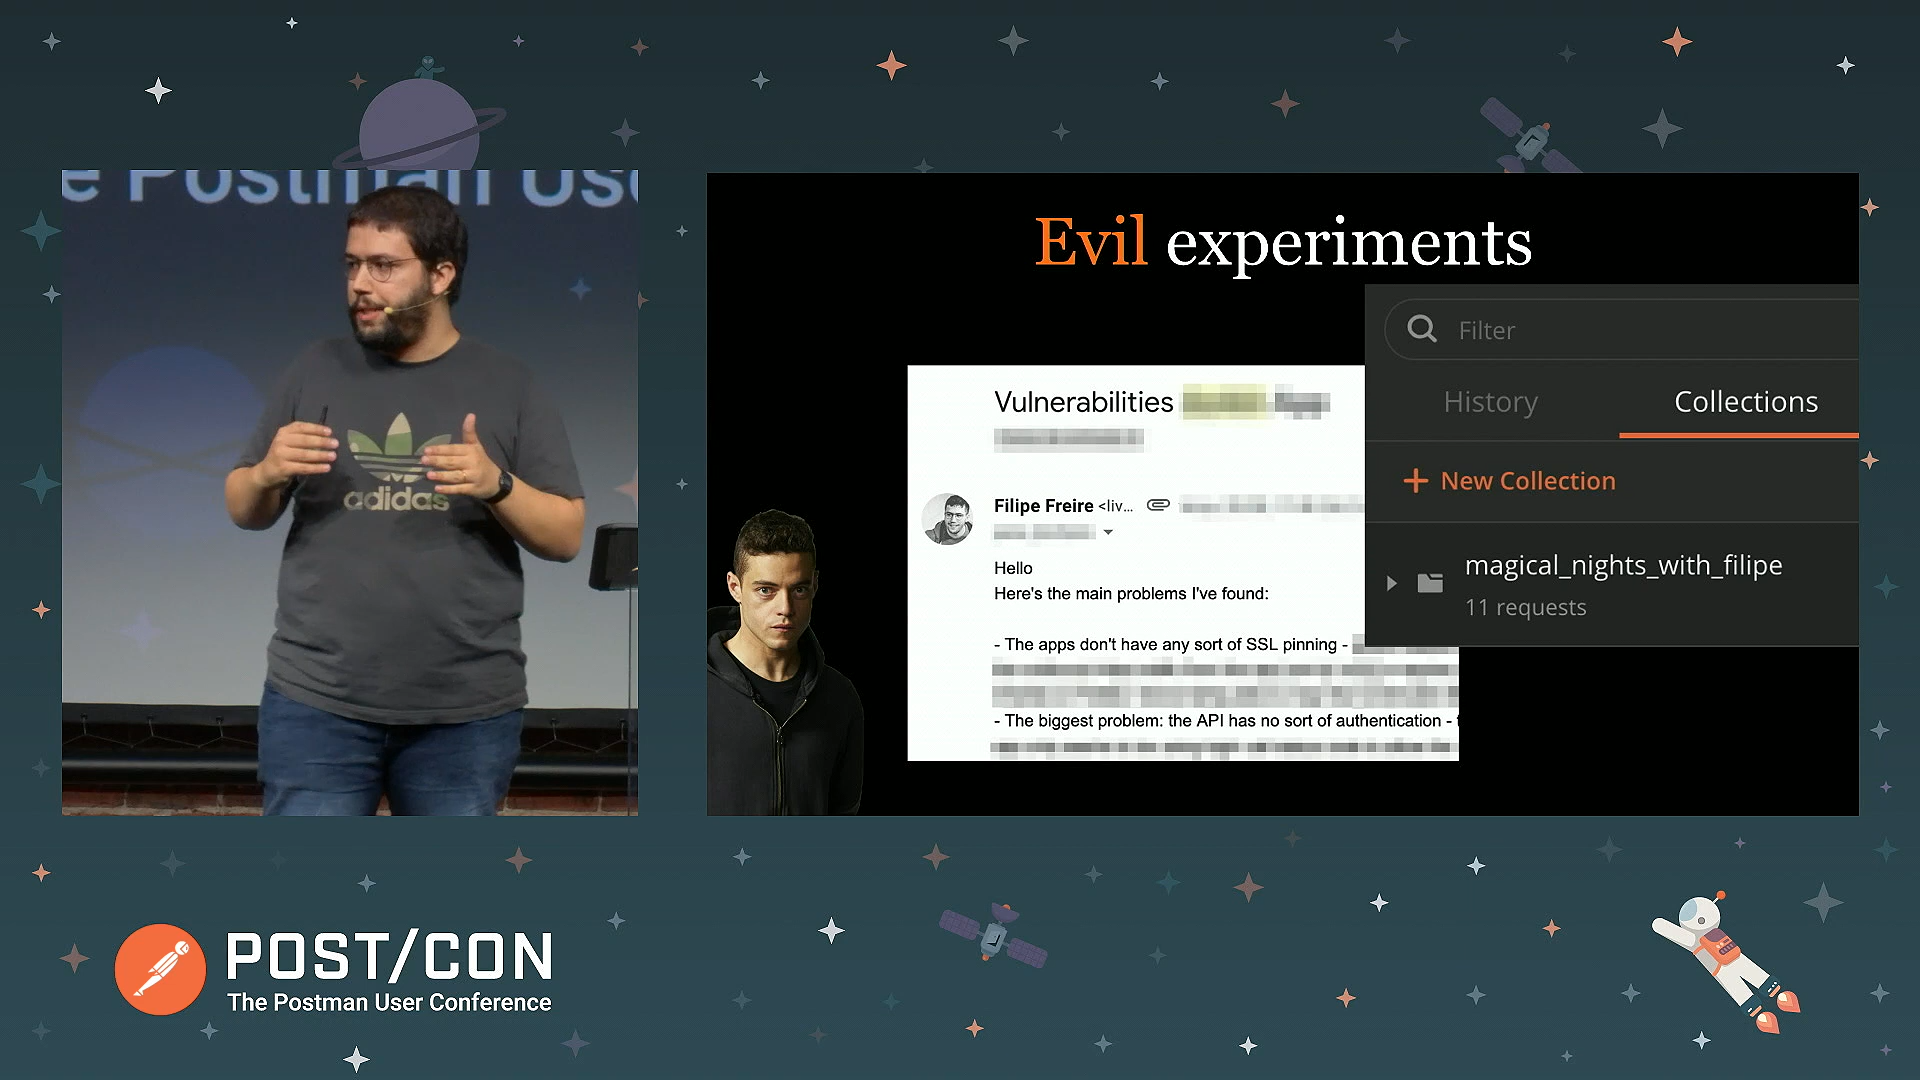 e Postman Use
adidas
Evil experiments
Vulnerabilities
Filipe Freire <liv...
Hello
Here's the main problems I've found:
- The apps don't have any sort of SSL pinning -
- The biggest problem: the API has no sort of authentication -
Filter
History Collections
+ New Collection
magical_nights_with_filipe
11 requests
POST/CON
The Postman User Conference